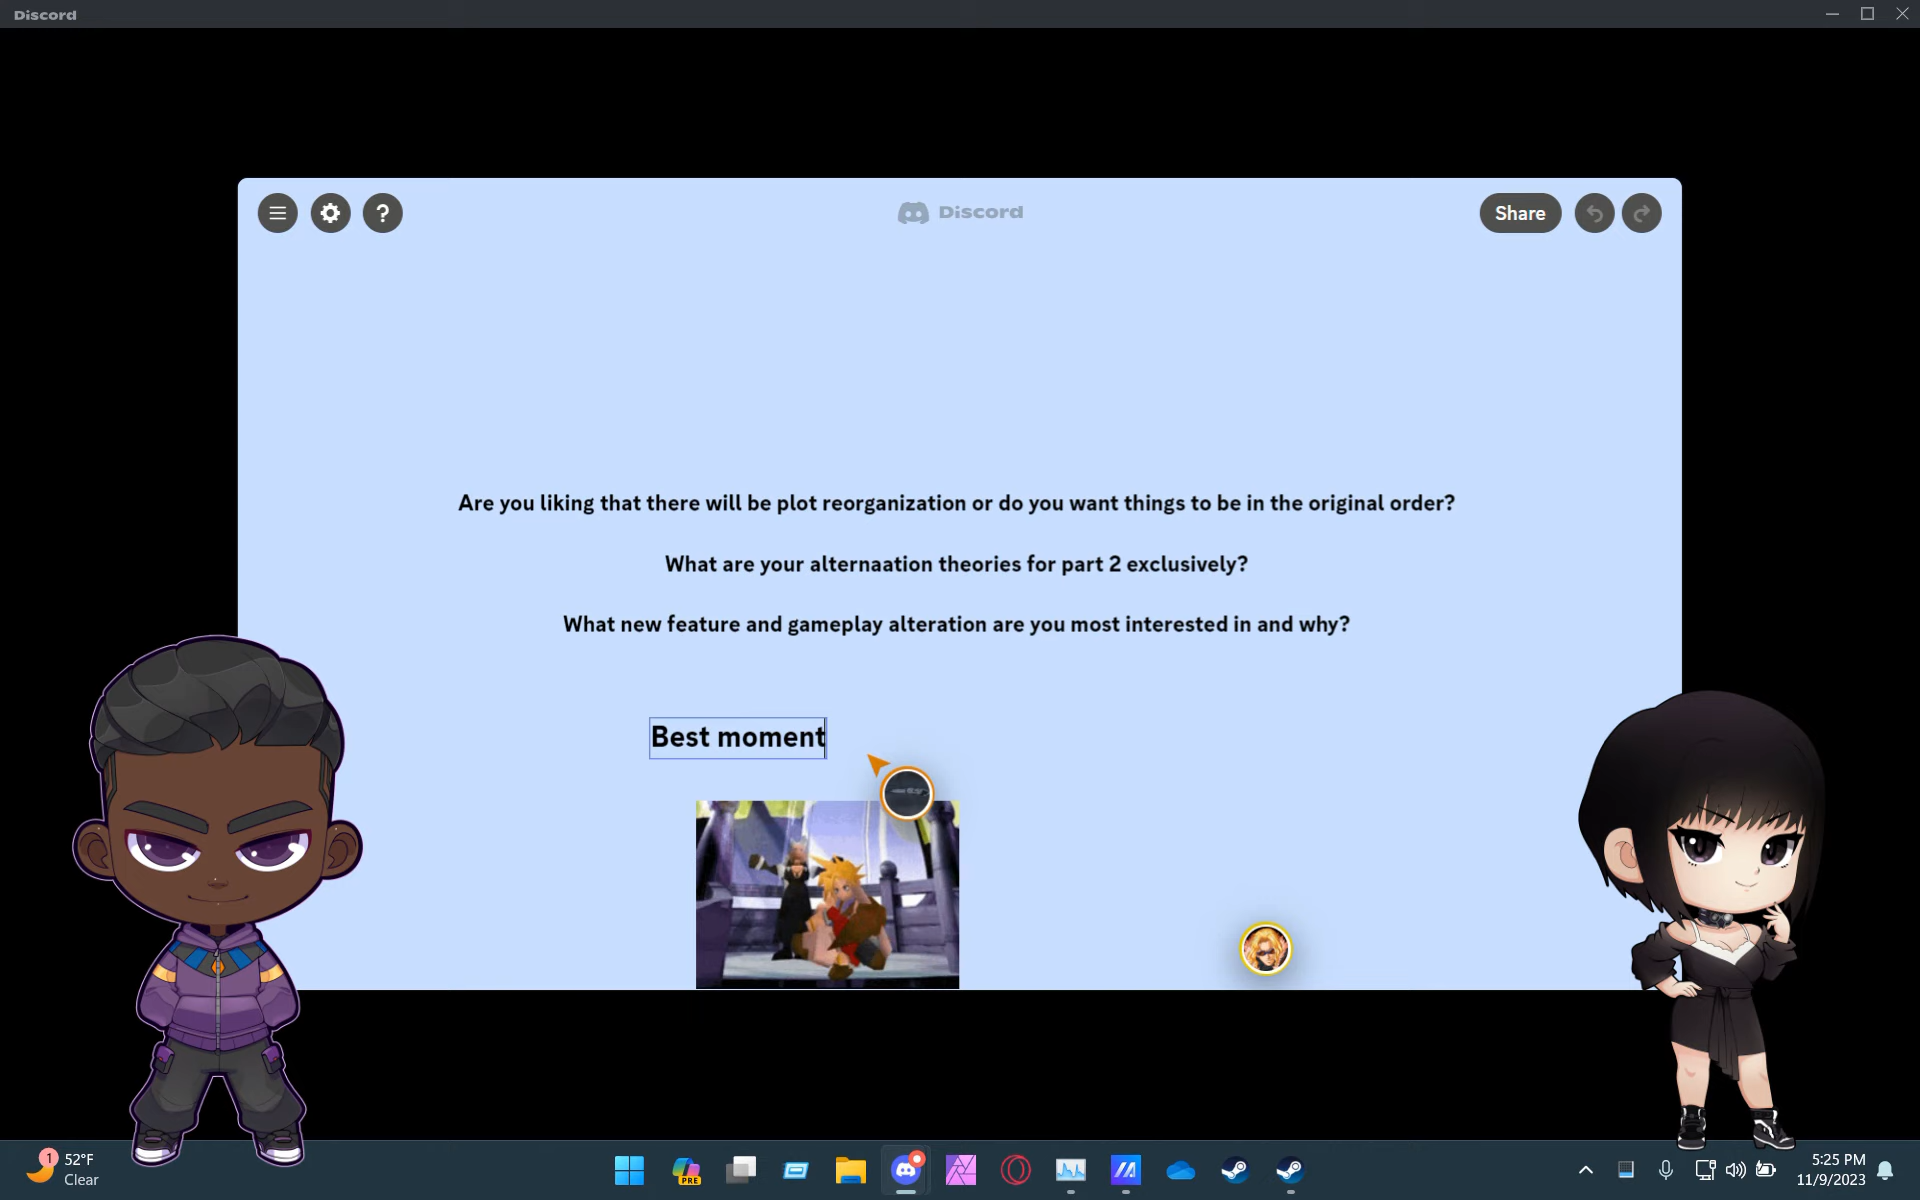 Discord
Discord
Share
Are you liking that there will be plot reorganization or do you want things to be in the original order?
What are your alternaation theories for part 2 exclusively?
What new feature and gameplay alteration are you most interested in and why?
Best moment
1
52°F
Clear
PRE
5:25 PM
11/9/2023